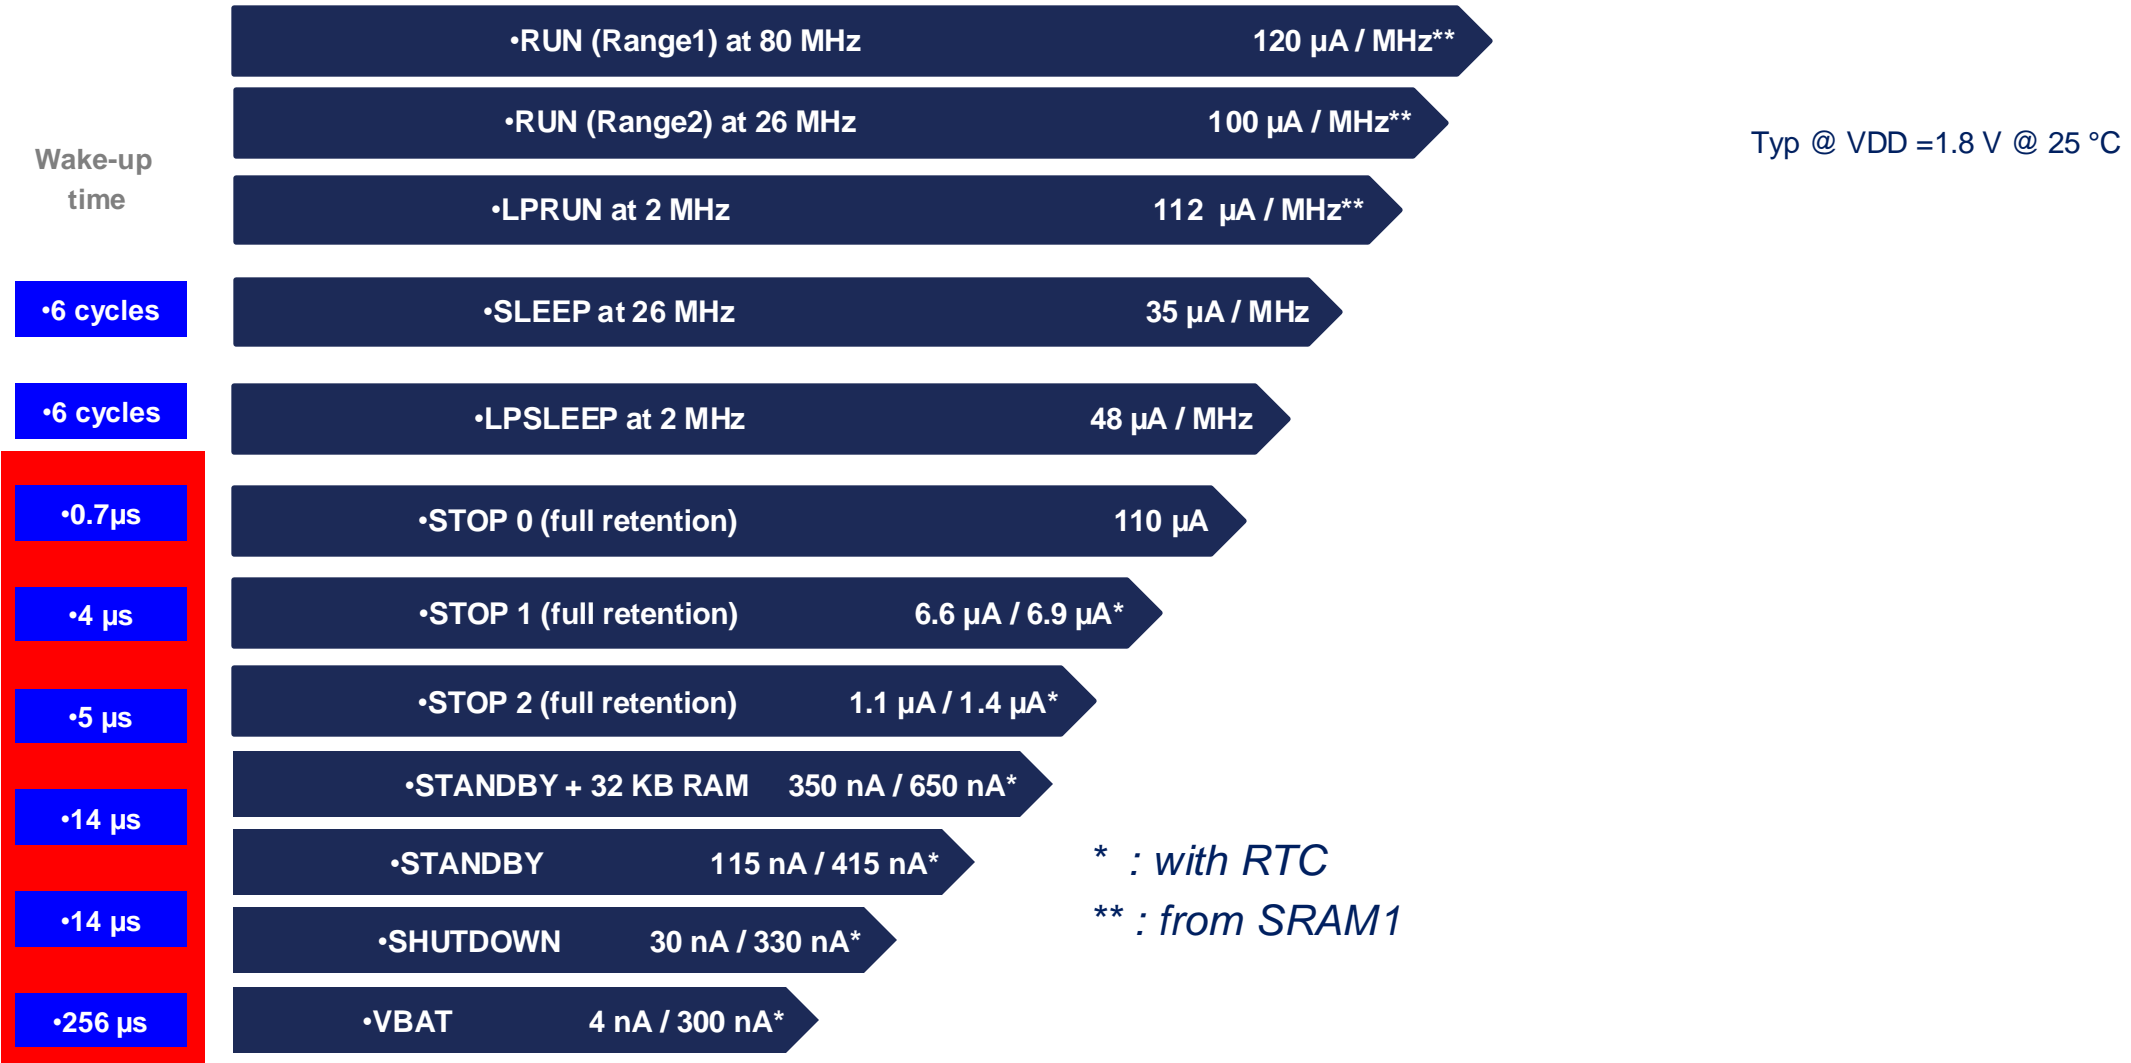 •RUN (Range1) at 80 MHz 120 µA / MHz**
•RUN (Range2) at 26 MHz 100 µA / MHz**
Typ @ VDD =1.8 V @ 25 °C
Wake-up
time
•LPRUN at 2 MHz 112 µA / MHz**
•6 cycles •SLEEP at 26 MHz 35 µA / MHz
•6 cycles •LPSLEEP at 2 MHz 48 µA / MHz
•0.7µs •STOP 0 (full retention) 110 µA
•4 µs •STOP 1 (full retention) 6.6 µA / 6.9 µA*
•5 µs •STOP 2 (full retention) 1.1 µA / 1.4 µA*
•14 µs •STANDBY + 32 KB RAM 350 nA / 650 nA*
•STANDBY 115 nA / 415 nA*
* : with RTC
•14 µs •SHUTDOWN 30 nA / 330 nA*
** : from SRAM1
•256 µs •VBAT 4 nA / 300 nA*